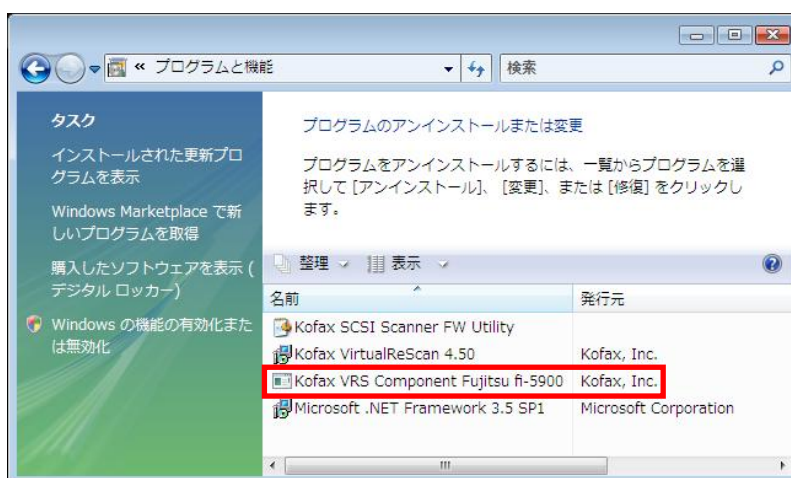 « プログラムと機能
検索
タスク
インストールされた更新プロ
グラムを表示
Windows Marketplace で新
しいプログラムを取得
購入したソフトウェアを表示 (
デジタル ロッカー)
Windows の機能の有効化また
は無効化
プログラムのアンインストールまたは変更
プログラムをアンインストールするには、一覧からプログラムを選
択して [アンインストール]、 [変更]、または [修復] をクリックし
ます。
整理 表示
名前 発行元
Kofax SCSI Scanner FW Utility
Kofax VirtualReScan 4.50 Kofax, Inc.
Kofax VRS Component Fujitsu fi-5900 Kofax, Inc.
Microsoft .NET Framework 3.5 SP1 Microsoft Corporation